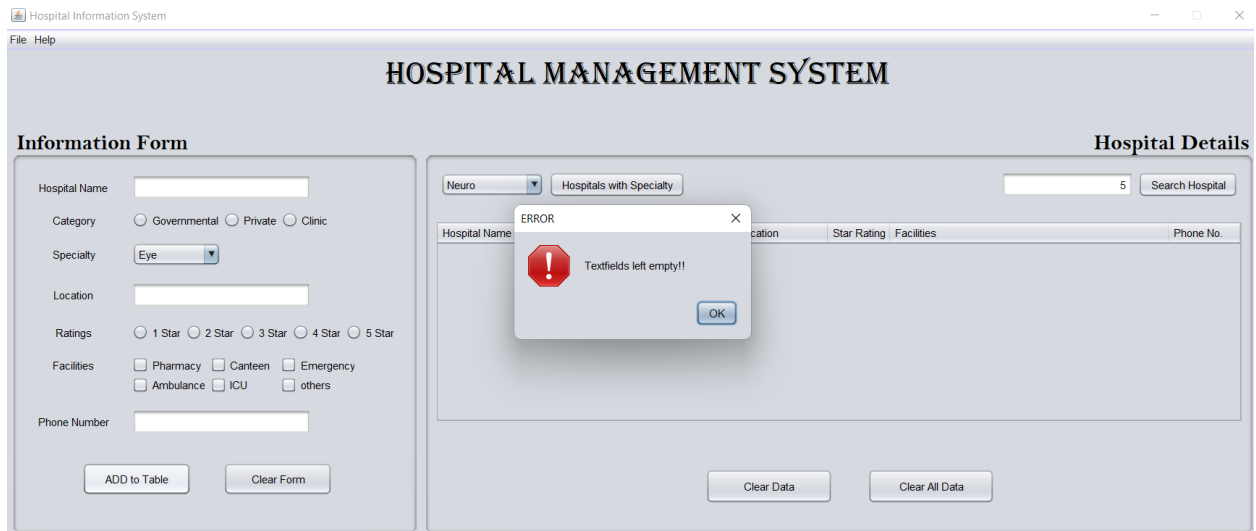 Hospital Information System
File Help
HOSPITAL MANAGEMENT SYSTEM
Information Form
Hospital Details
Hospital Name
Category Governmental Private Clinic
Specialty Eye
Location
Ratings 1 Star 2 Star 3 Star 4 Star 5 Star
Facilities Pharmacy Canteen Emergency
Ambulance ICU others
Phone Number
ADD to Table Clear Form
Neuro Hospitals with Specialty 5 Search Hospital
Hospital Name cation Star Rating Facilities Phone No.
ERROR
Textfields left empty!!
OK
Clear Data Clear All Data